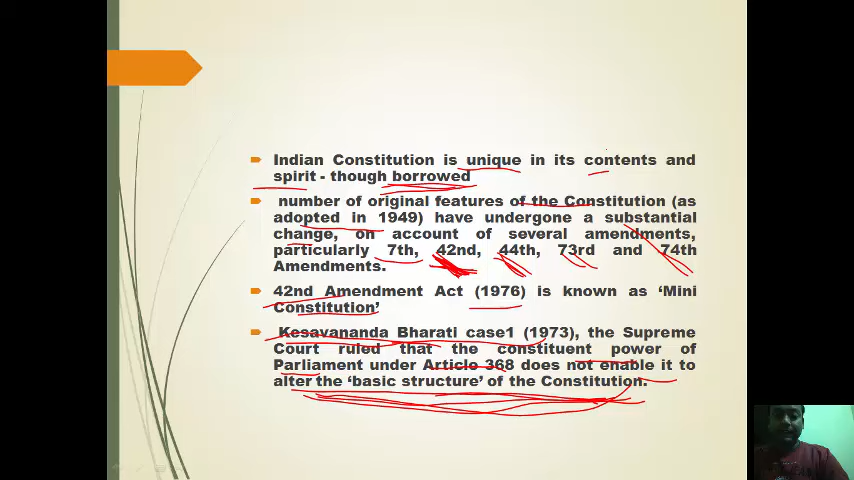 Indian Constitution is unique in its contents and
spirit - though borrowed
number of original features of the Constitution (as
adopted in 1949) have undergone a substantial
change, on account of several amendments,
particularly 7th, 42nd, 44th, 73rd and 74th
Amendments.
42nd Amendment Act (1976) is known as ‘Mini
Constitution’
Kesavananda Bharati case1 (1973), the Supreme
Court ruled that the constituent power of
Parliament under Article 368 does not enable it to
alter the ‘basic structure’ of the Constitution.